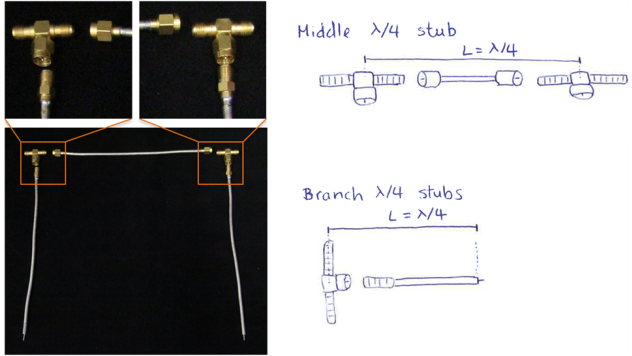 Middle λ/4 stub
L = λ/4
Branch λ/4 stubs
L = λ/4